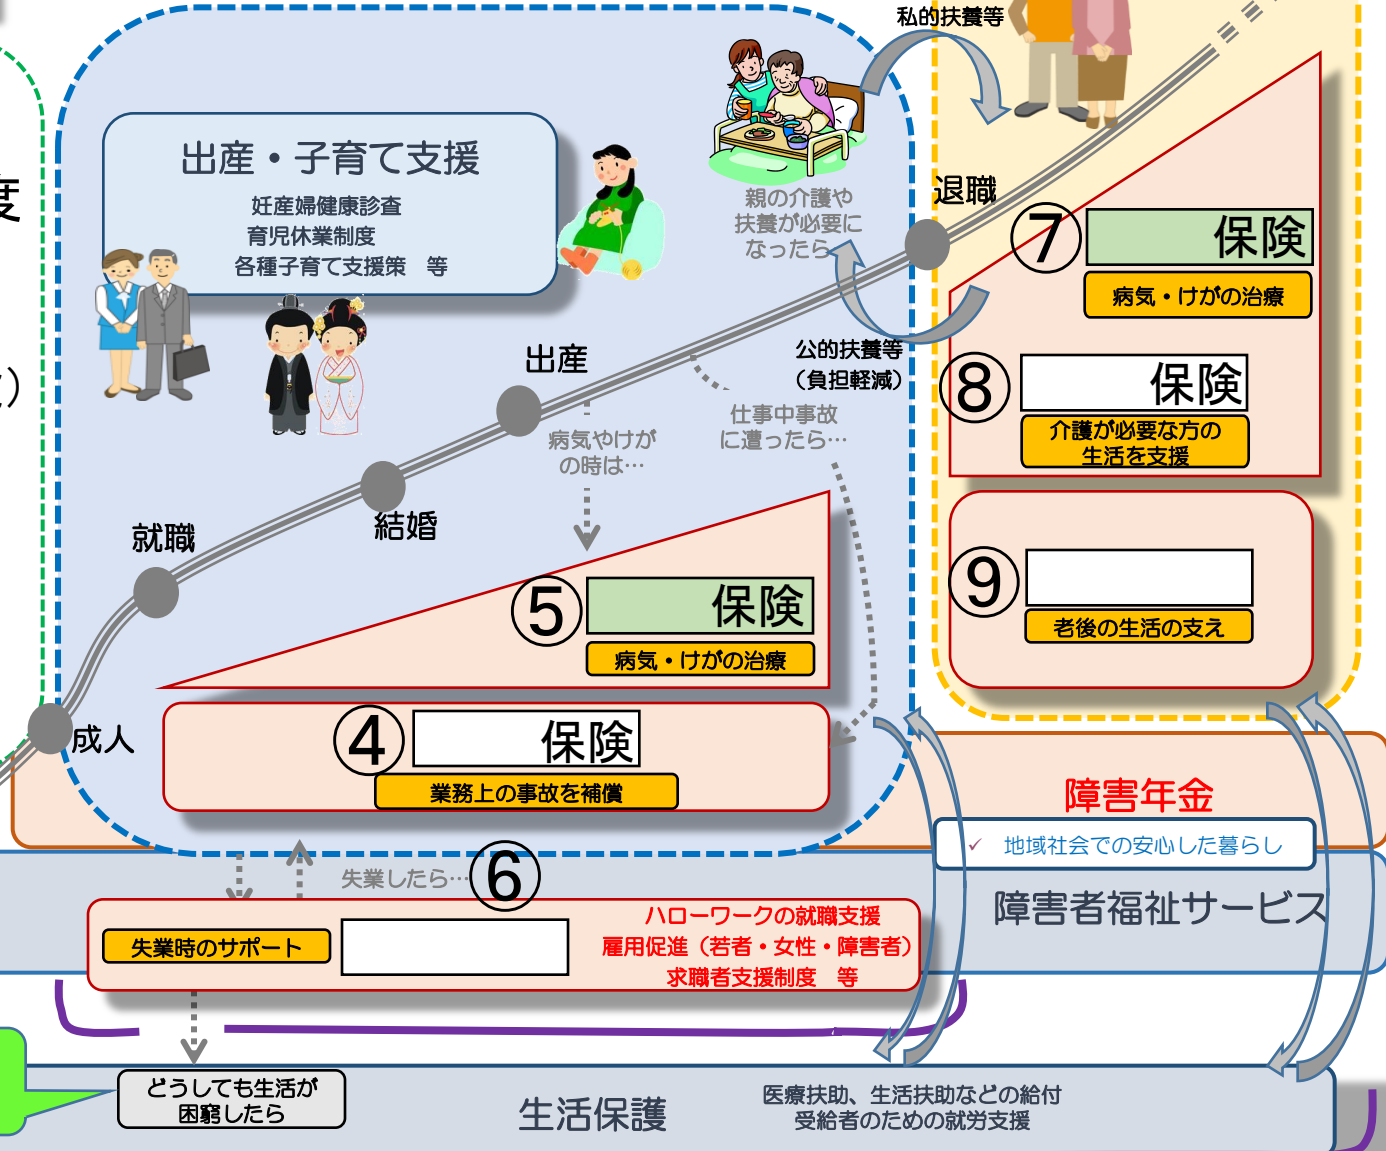 私的扶養等
度
出産・子育て支援
妊産婦健康診査
育児休業制度
各種子育て支援策　等
親の介護や
扶養が必要に
なったら…
退職
⑦
保険
病気・けがの治療
公的扶養等
（負担軽減）
⑧
保険
介護が必要な方の
生活を支援
出産
病気やけが
の時は…
仕事中事故
に遭ったら…
結婚
就職
⑤
保険
病気・けがの治療
⑨
老後の生活の支え
成人
④
保険
業務上の事故を補償
障害年金
✓ 地域社会での安心した暮らし
障害者福祉サービス
失業したら…
⑥
失業時のサポート
ハローワークの就職支援
雇用促進（若者・女性・障害者）
求職者支援制度　等
どうしても生活が
困窮したら
生活保護
医療扶助、生活扶助などの給付
受給者のための就労支援